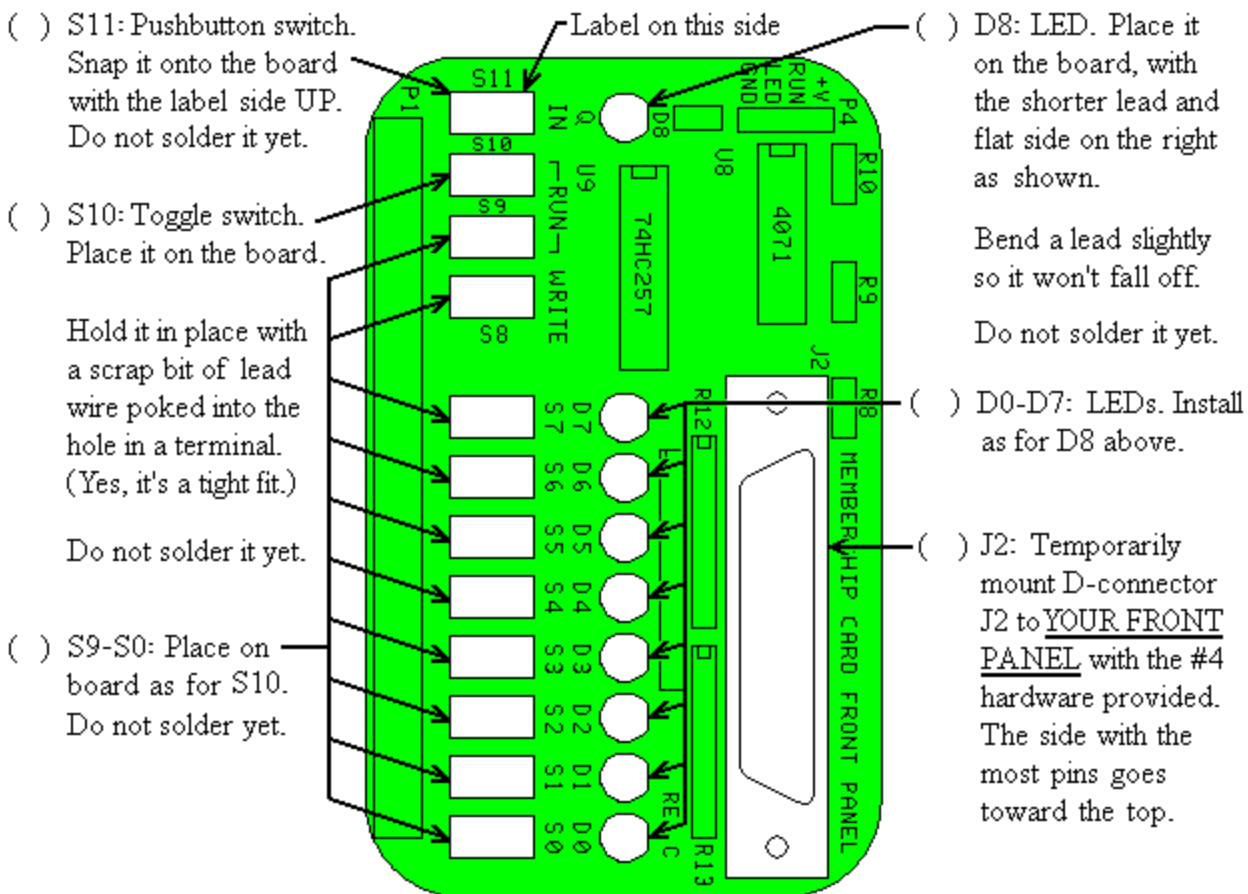 ( ) S11: Pushbutton switch.
Snap it onto the board
with the label side UP.
Do not solder it yet.
( ) S10: Toggle switch.
Place it on the board.
Hold it in place with
a scrap bit of lead
wire poked into the
hole in a terminal.
(Yes, it's a tight fit.)
Do not solder it yet.
( ) S9-S0: Place on
board as for S10.
Do not solder yet.
Label on this side
P1
S11
S10
S9
S8
IN
Q
U9
RUN
WRITE
D8
GND
LED
RUN
+V
P4
U8
74HC257
4071
R10
R9
J2
R8
R12
S7 D7
S6 D6
S5 D5
S4 D4
S3 D3
S2 D2
S1 D1
S0 D0
R13
MEMBERSHIP CARD FRONT PANEL
( ) D8: LED. Place it
on the board, with
the shorter lead and
flat side on the right
as shown.
Bend a lead slightly
so it won't fall off.
Do not solder it yet.
( ) D0-D7: LEDs. Install
as for D8 above.
( ) J2: Temporarily
mount D-connector
J2 to YOUR FRONT
PANEL with the #4
hardware provided.
The side with the
most pins goes
toward the top.